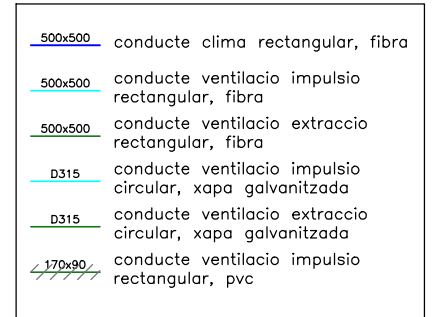 500x500 conducte clima rectangular, fibra
500x500 conducte ventilacio impulsio
rectangular, fibra
500x500 conducte ventilacio extraccio
rectangular, fibra
D315 conducte ventilacio impulsio
circular, xapa galvanitzada
D315 conducte ventilacio extraccio
circular, xapa galvanitzada
170x90 conducte ventilacio impulsio
rectangular, pvc